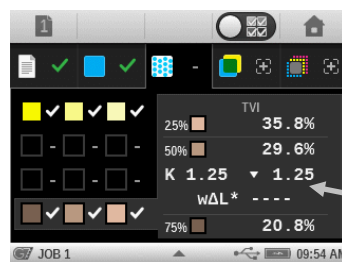 1
TVI
25% 35.8%
50% 29.6%
K 1.25 ▾ 1.25
wΔL* ----
75% 20.8%
JOB 1 09:54 AM